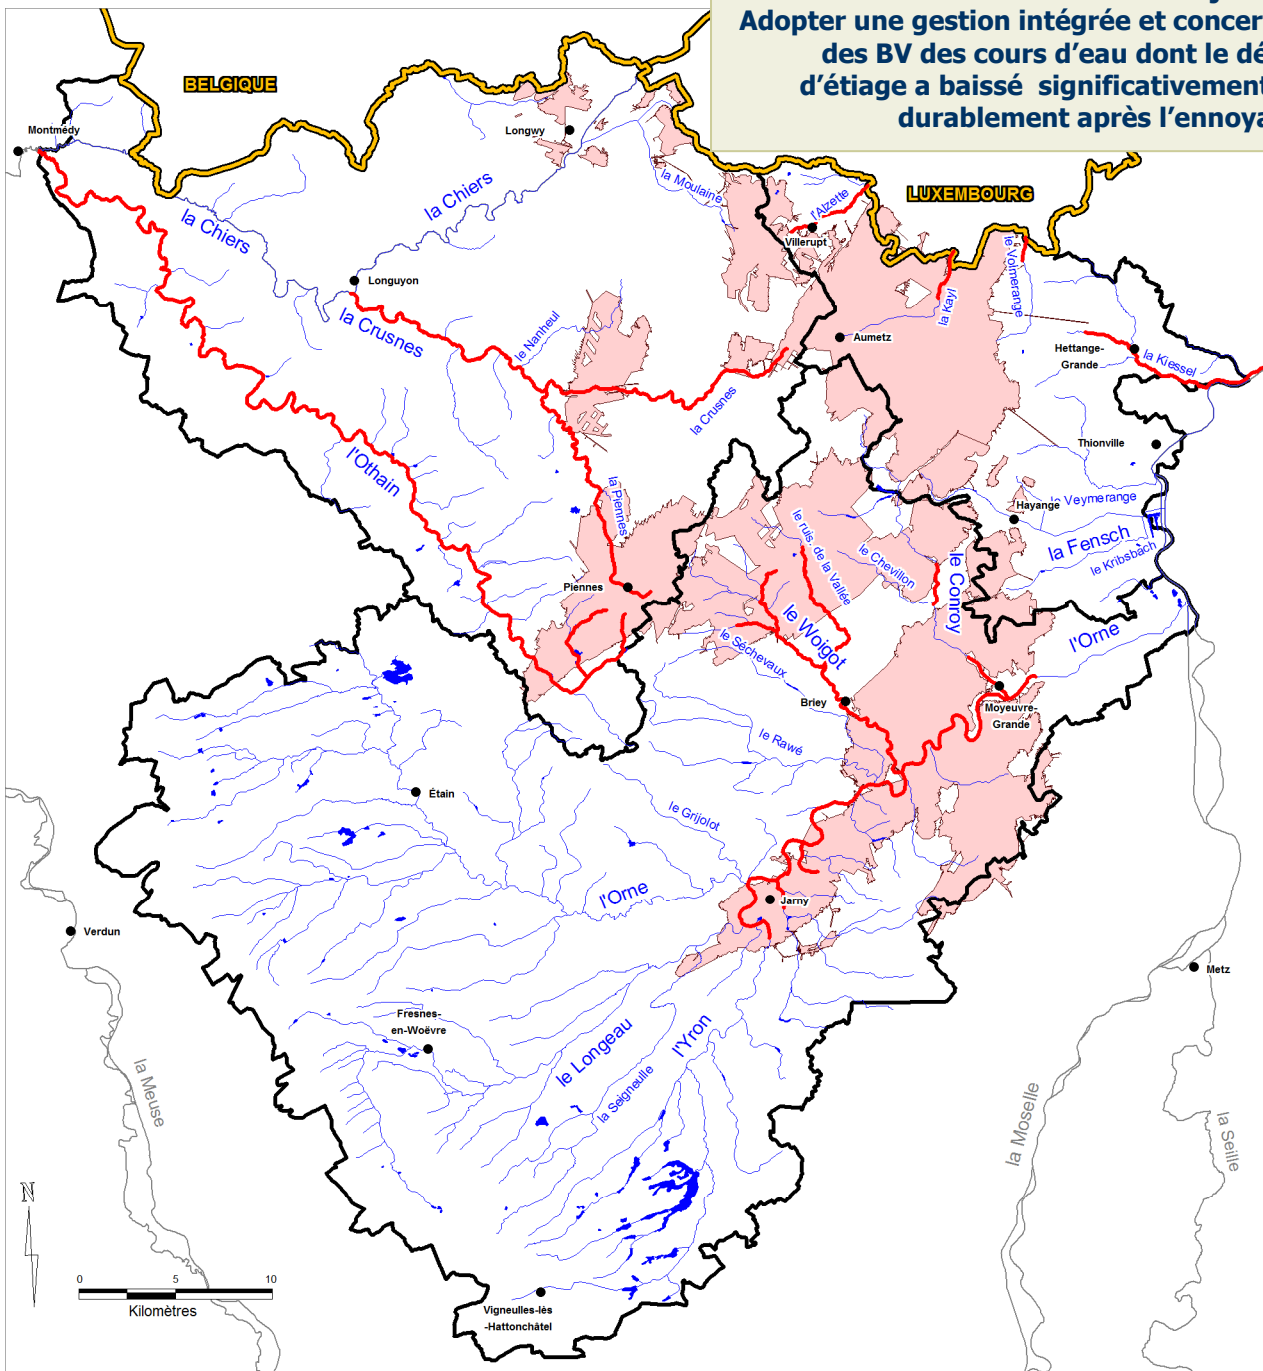 Adopter une gestion intégrée et concer
des BV des cours d'eau dont le dé
d'étiage a baissé significativement
durablement après l'ennoya
BELGIQUE
Montmédy
Longwy
la Moulaine
l'Alzette
LUXEMBOURG
la Chiers
la Chiers
Villerupt
le Volmerange
Longuyon
la Kayl
la Crusnes
le Nanheul
Aumetz
Hettange-
Grande
la Kiessel
la Crusnes
Thionville
l'Othain
la Piennes
Hayange
Veymerange
la Fensch
le Kribsbach
le ruis. de la Vallée
le Chevillon
le Conroy
Piennes
le Woigot
l'Orne
le Séchevaux
Briey
Moyeuvre-
Grande
le Rawé
Étain
le Grijolot
l'Orne
Jarny
Verdun
Metz
Fresnes-
en-Woëvre
le Longeau
l'Yron
la Seigneulle
la Meuse
la Moselle
la Seille
N
0 5 10
Kilomètres
Vigneulles-lès
-Hattonchâtel